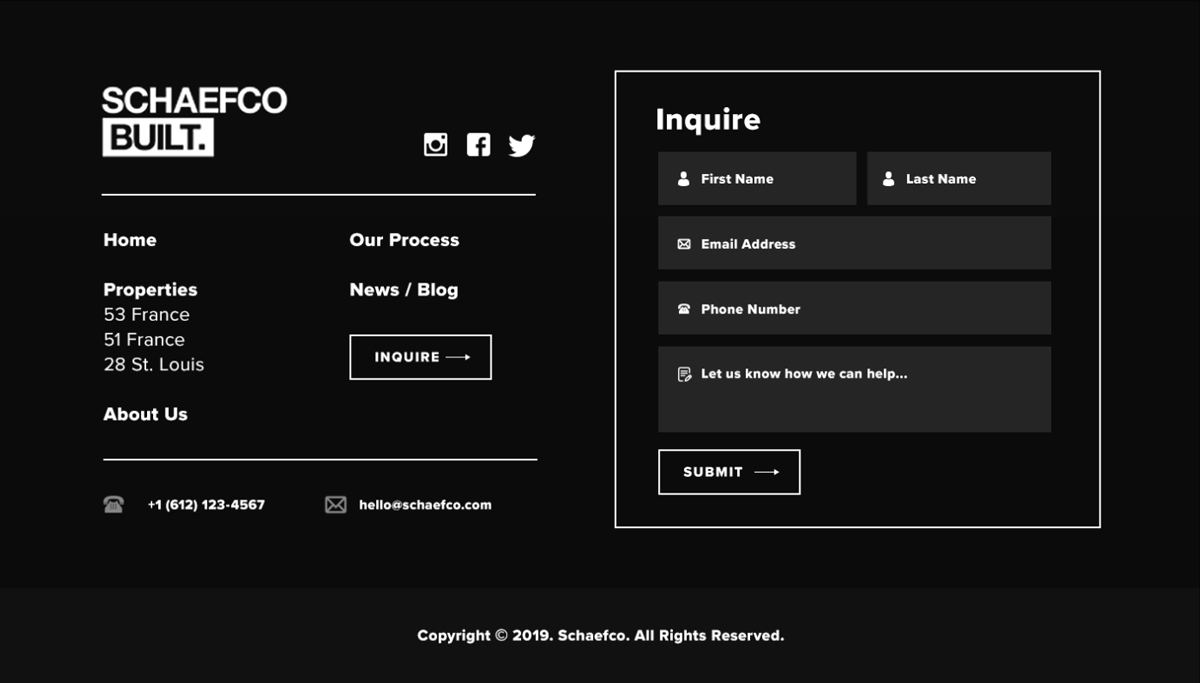 SCHAEFCO
BUILT.
Home
Properties
53 France
51 France
28 St. Louis
About Us
Our Process
News / Blog
INQUIRE
+1 (612) 123-4567
hello@schaefco.com
Inquire
First Name
Last Name
Email Address
Phone Number
Let us know how we can help...
SUBMIT
Copyright © 2019. Schaefco. All Rights Reserved.